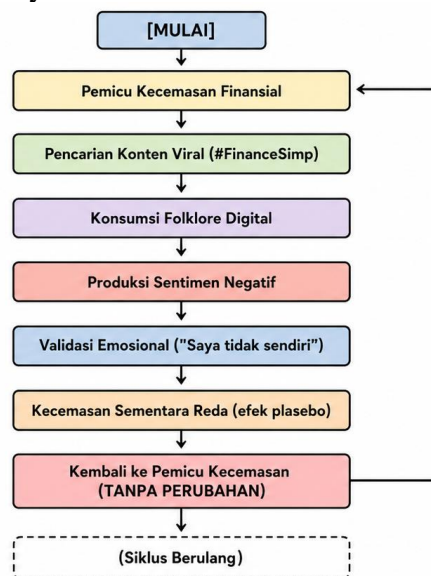 [MULAI]
Pemicu Kecemasan Finansial
Pencarian Konten Viral (#FinanceSimp)
Konsumsi Folklore Digital
Produksi Sentimen Negatif
Validasi Emosional ("Saya tidak sendiri")
Kecemasan Sementara Reda (efek plasebo)
Kembali ke Pemicu Kecemasan
(TANPA PERUBAHAN)
(Siklus Berulang)